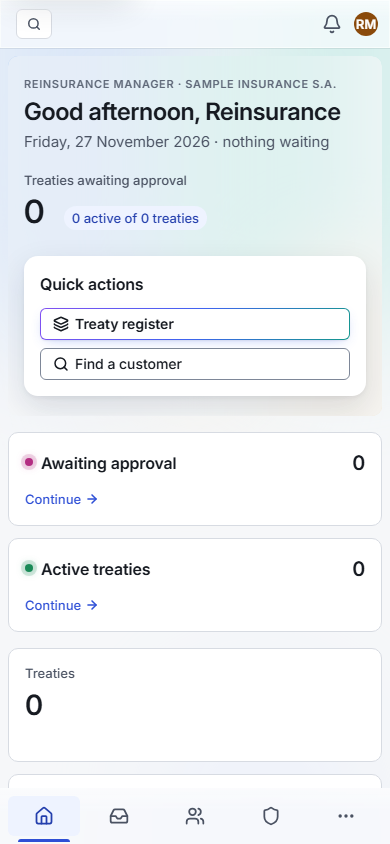 RM
REINSURANCE MANAGER · SAMPLE INSURANCE S.A.
Good afternoon, Reinsurance
Friday, 27 November 2026 · nothing waiting
Treaties awaiting approval
0
0 active of 0 treaties
Quick actions
Treaty register
Find a customer
Awaiting approval
0
Continue →
Active treaties
0
Continue →
Treaties
0